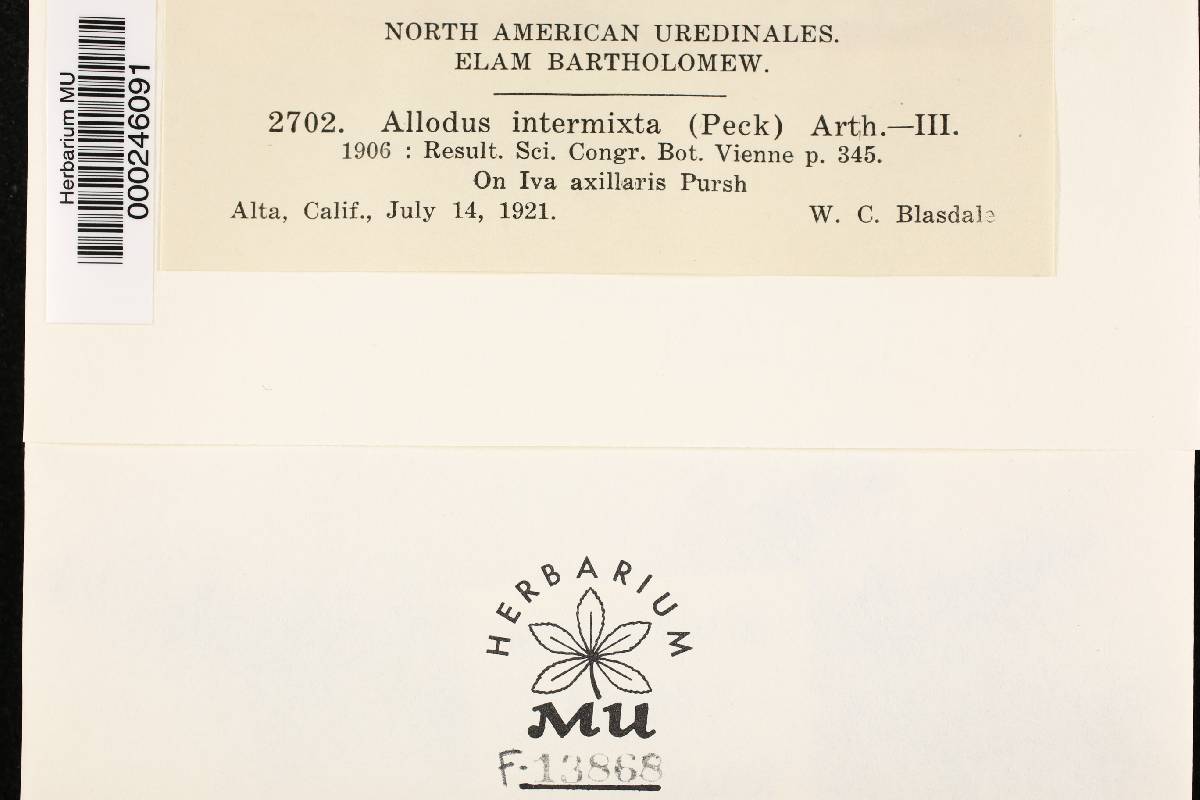 Herbarium MU
000246091
NORTH AMERICAN UREDINALES.
ELAM BARTHOLOMEW.
2702. Allodus intermixta (Peck) Arth.—III.
1906 : Result. Sci. Congr. Bot. Vienne p. 345.
On Iva axillaris Pursh
Alta, Calif., July 14, 1921. W. C. Blasdale
HERBARIUM
MU
F-13868